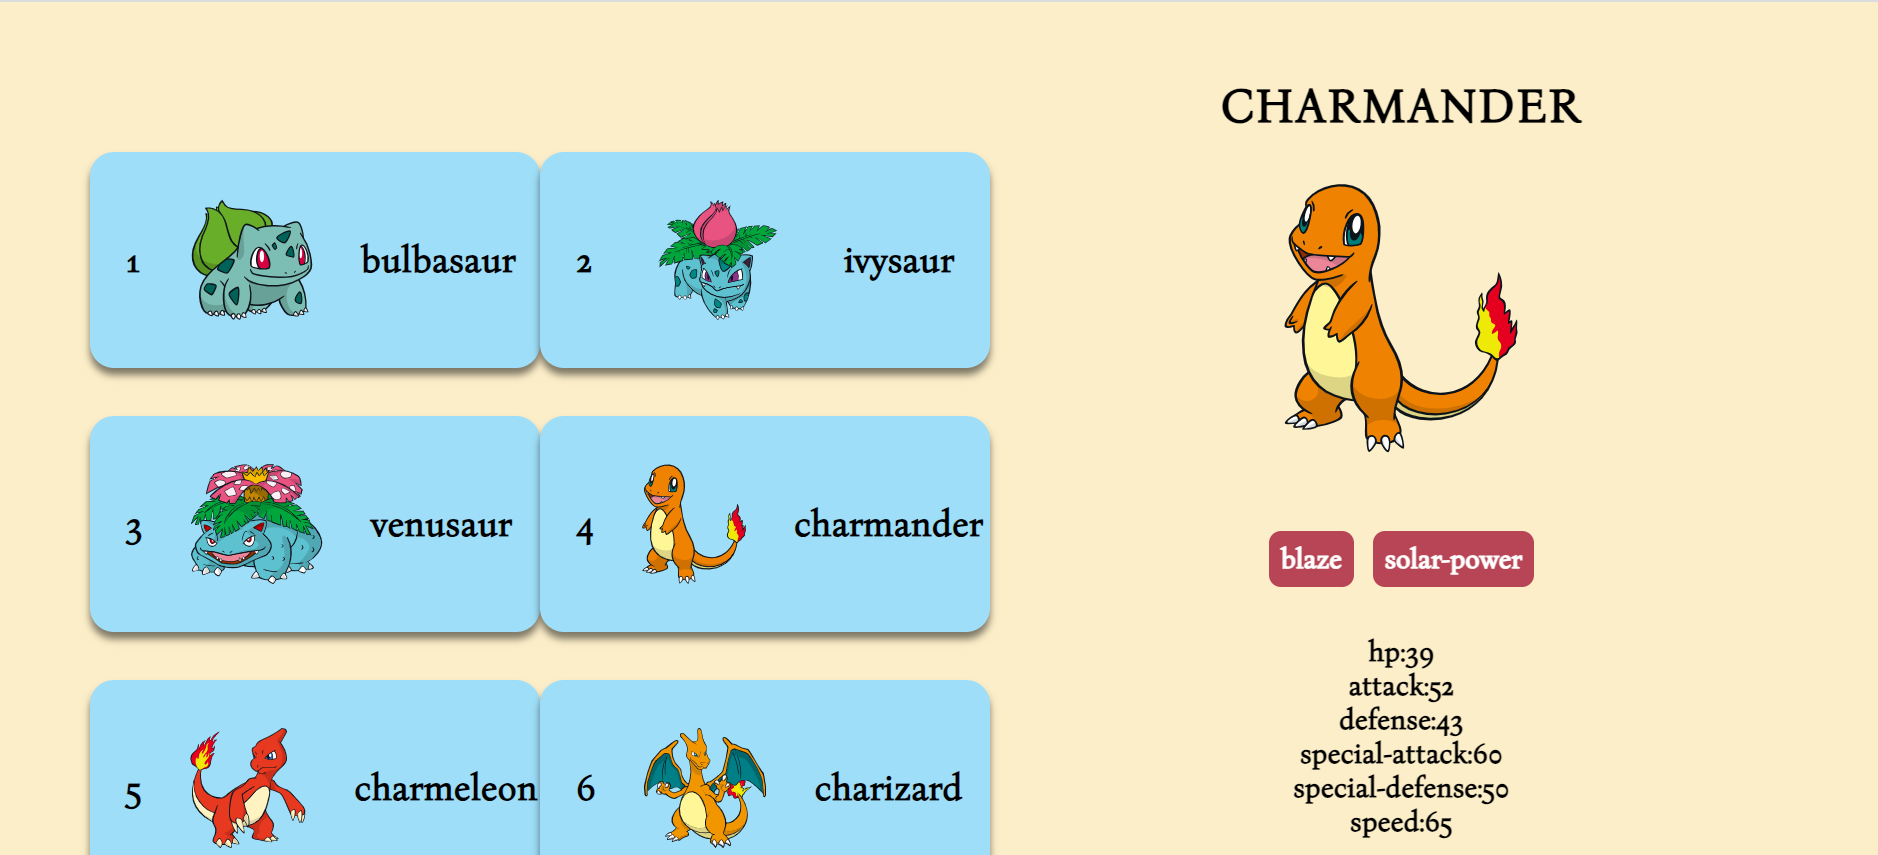 CHARMANDER
1 bulbasaur
2 ivysaur
3 venusaur
4 charmander
5 charmeleon
6 charizard
blaze solar-power
hp:39
attack:52
defense:43
special-attack:60
special-defense:50
speed:65